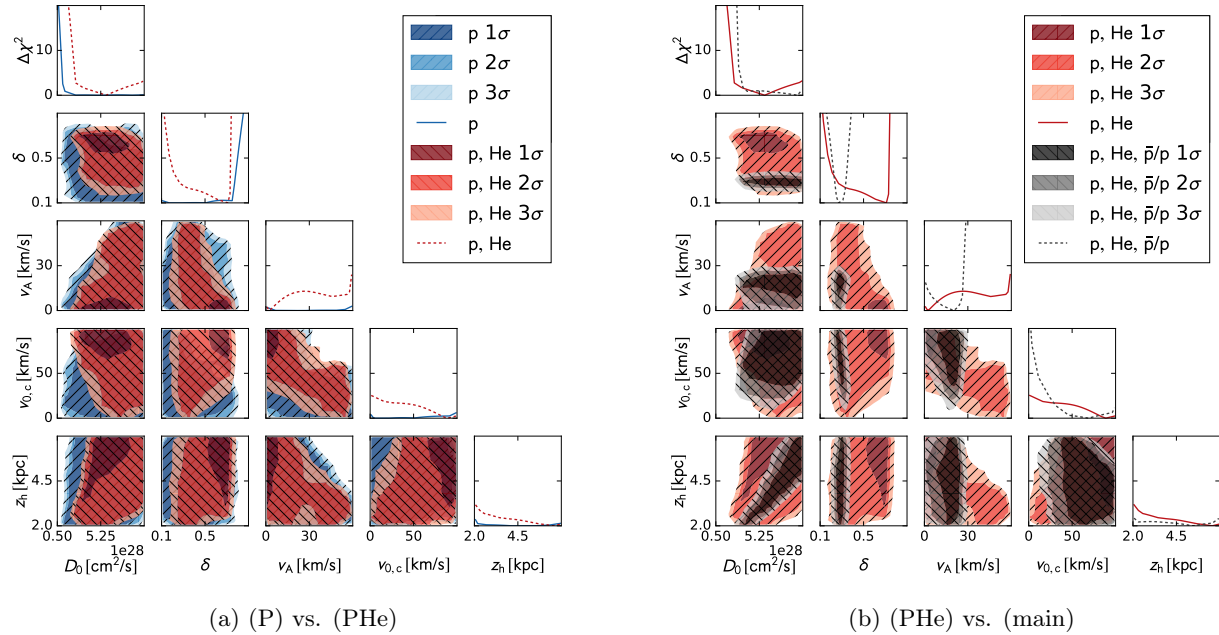 Δχ²
10
0
p 1σ
p 2σ
p 3σ
p
p, He 1σ
p, He 2σ
p, He 3σ
p, He
δ
0.5
0.1
v_A [km/s]
30
0
v_0,c [km/s]
50
0
z_h [kpc]
4.5
2.0
0.50 5.28
1e28
D_0 [cm²/s]
0.1 0.5
δ
0 30
v_A [km/s]
0 50
v_0,c [km/s]
2.0 4.5
z_h [kpc]
(a) (P) vs. (PHe)
Δχ²
10
0
p, He 1σ
p, He 2σ
p, He 3σ
p, He
p, He, p̄/p 1σ
p, He, p̄/p 2σ
p, He, p̄/p 3σ
p, He, p̄/p
δ
0.5
0.1
v_A [km/s]
30
0
v_0,c [km/s]
50
0
z_h [kpc]
4.5
2.0
0.50 5.28
1e28
D_0 [cm²/s]
0.1 0.5
δ
0 30
v_A [km/s]
0 50
v_0,c [km/s]
2.0 4.5
z_h [kpc]
(b) (PHe) vs. (main)